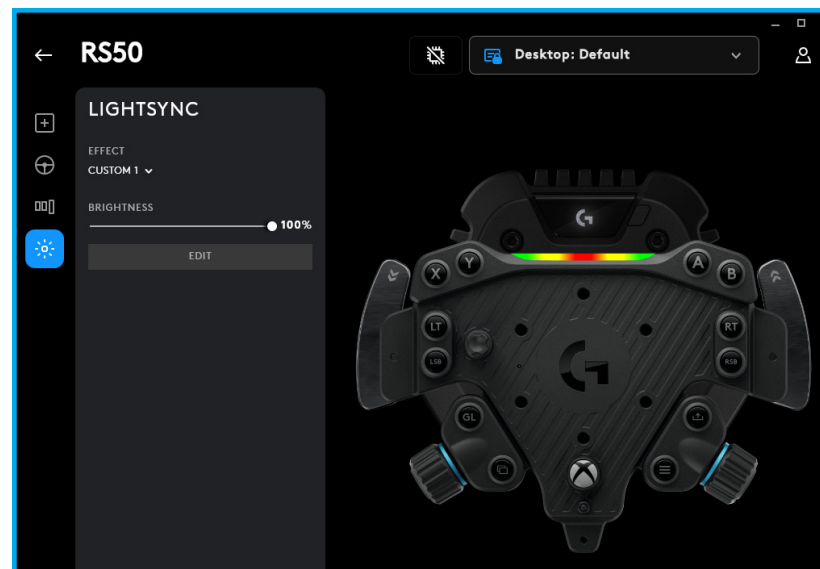 RS50
Desktop: Default
LIGHTSYNC
EFFECT
CUSTOM 1
BRIGHTNESS
100%
EDIT
X
Y
A
B
LT
RT
LSB
RSB
GL